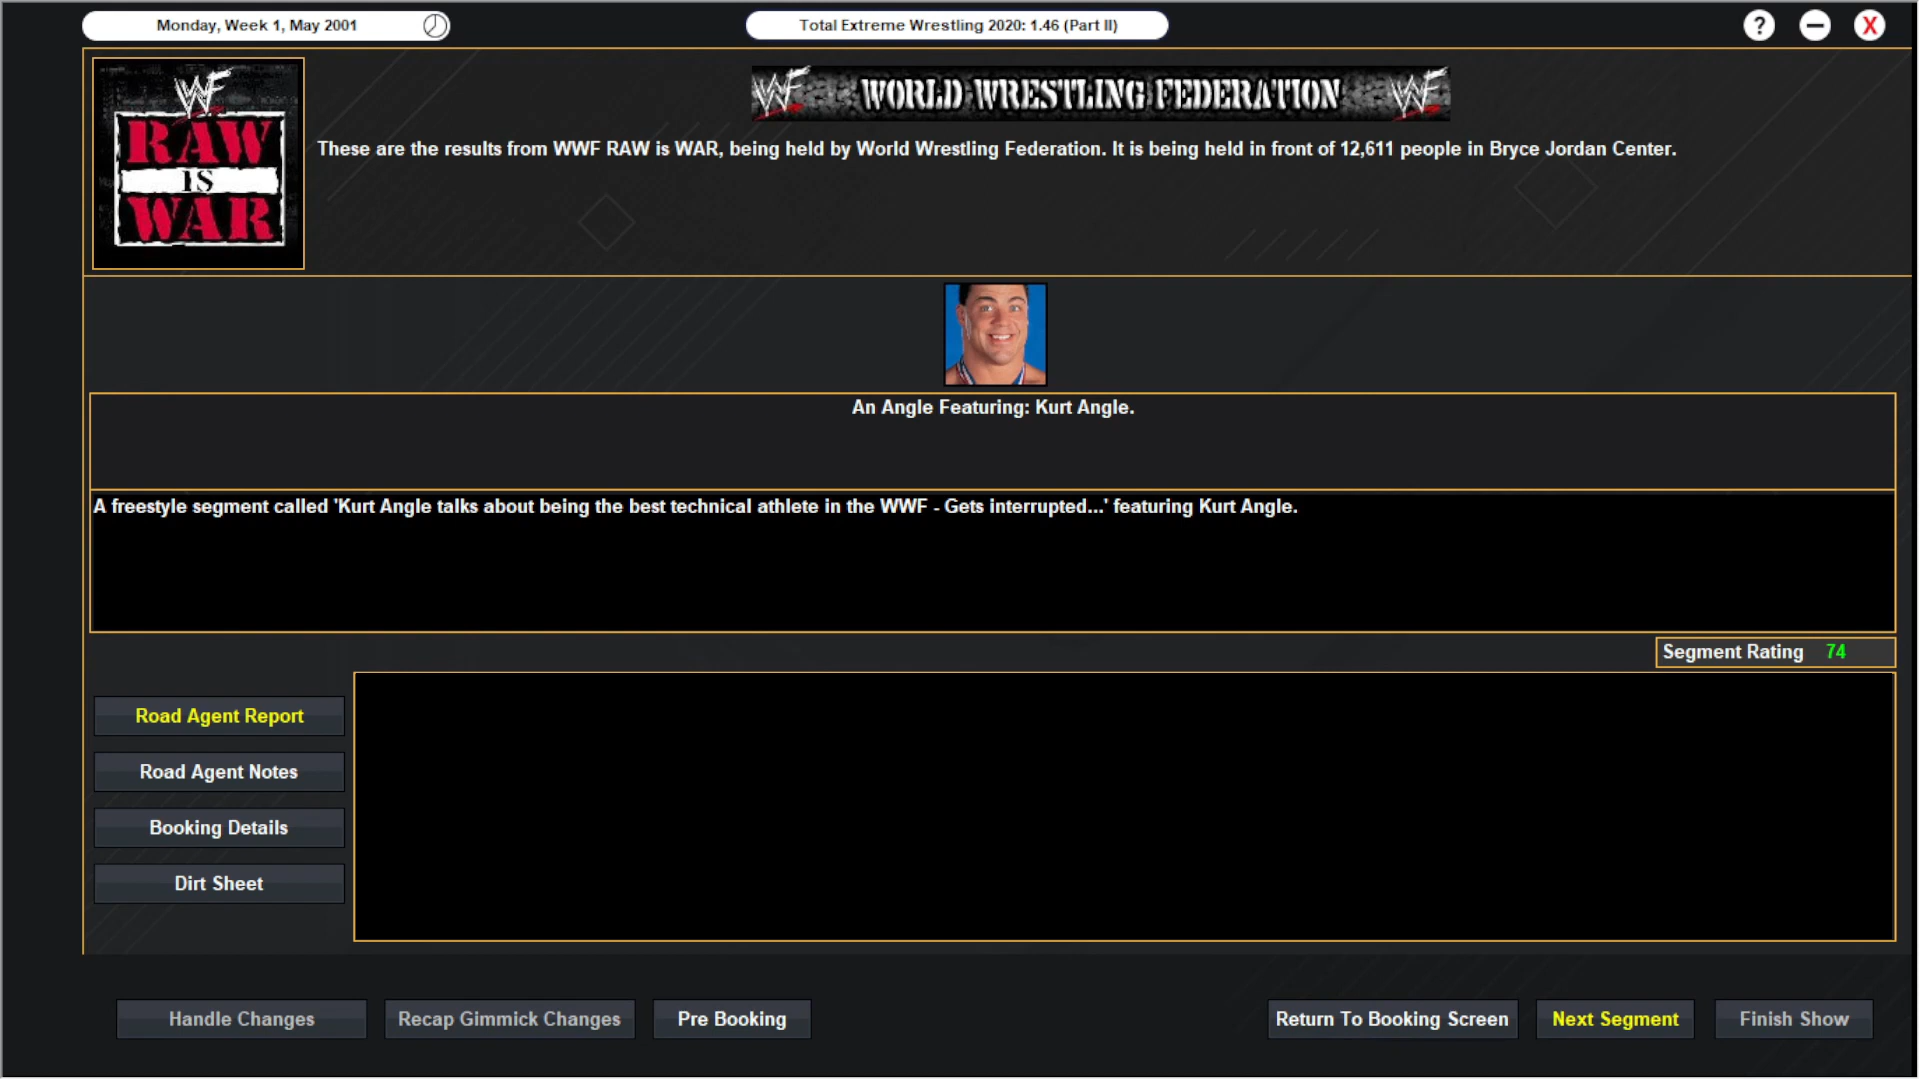 Monday, Week 1, May 2001
Total Extreme Wrestling 2020: 1.46 (Part II)
?
X
WF
RAW
IS
WAR
WF WORLD WRESTLING FEDERATION WF
These are the results from WWF RAW is WAR, being held by World Wrestling Federation. It is being held in front of 12,611 people in Bryce Jordan Center.
An Angle Featuring: Kurt Angle.
A freestyle segment called 'Kurt Angle talks about being the best technical athlete in the WWF - Gets interrupted...' featuring Kurt Angle.
Segment Rating 74
Road Agent Report
Road Agent Notes
Booking Details
Dirt Sheet
Handle Changes
Recap Gimmick Changes
Pre Booking
Return To Booking Screen
Next Segment
Finish Show